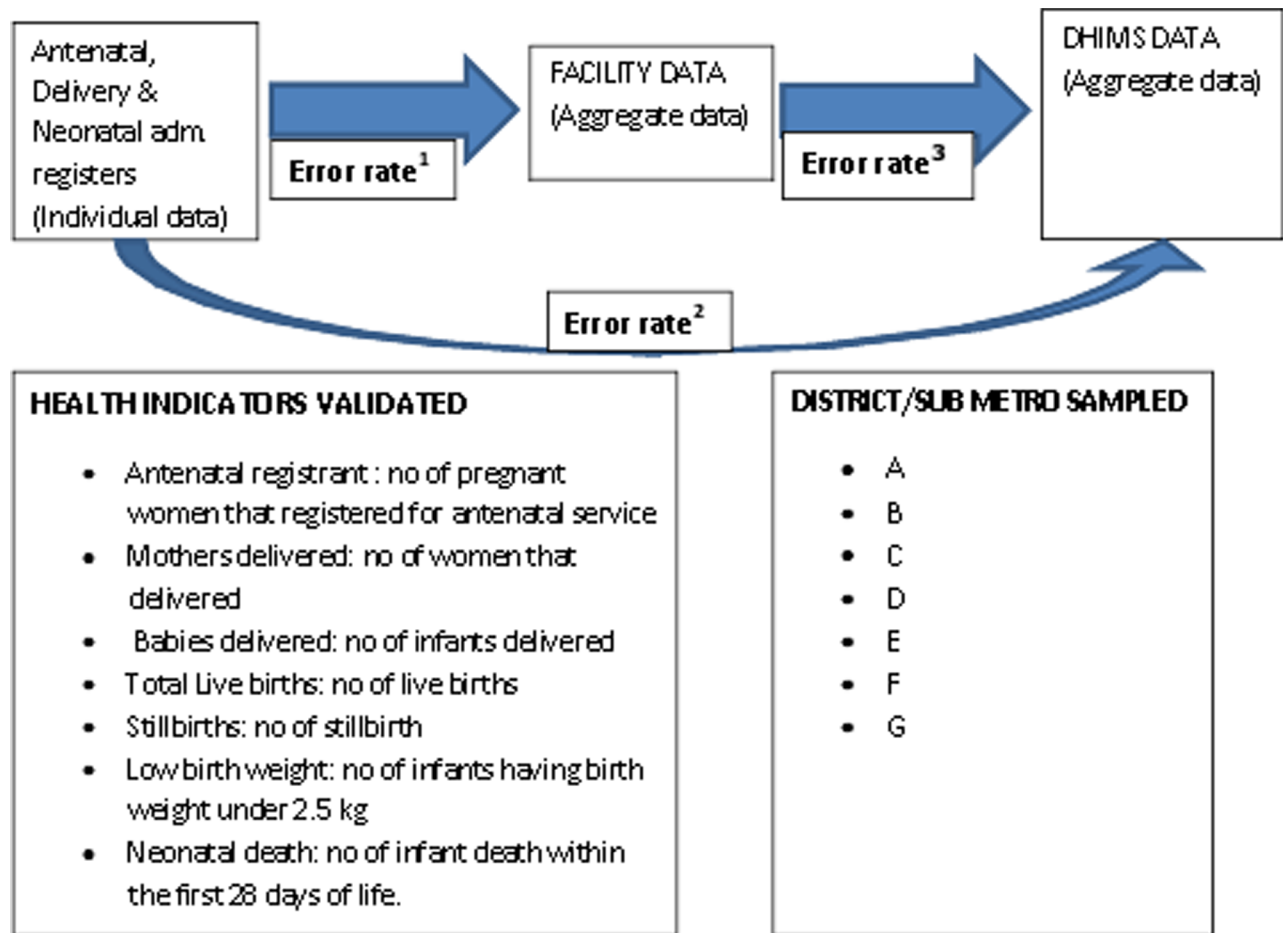 Antenatal,
Delivery &
Neonatal adm.
registers
(Individual data)
Error rate¹
FACILITY DATA
(Aggregate data)
Error rate³
DHIMS DATA
(Aggregate data)
Error rate²
HEALTH INDICATORS VALIDATED
• Antenatal registrant : no of pregnant
women that registered for antenatal service
• Mothers delivered: no of women that
delivered
• Babies delivered: no of infants delivered
• Total Live births: no of live births
• Stillbirths: no of stillbirth
• Low birth weight: no of infants having birth
weight under 2.5 kg
• Neonatal death: no of infant death within
the first 28 days of life.
DISTRICT/SUB METRO SAMPLED
• A
• B
• C
• D
• E
• F
• G